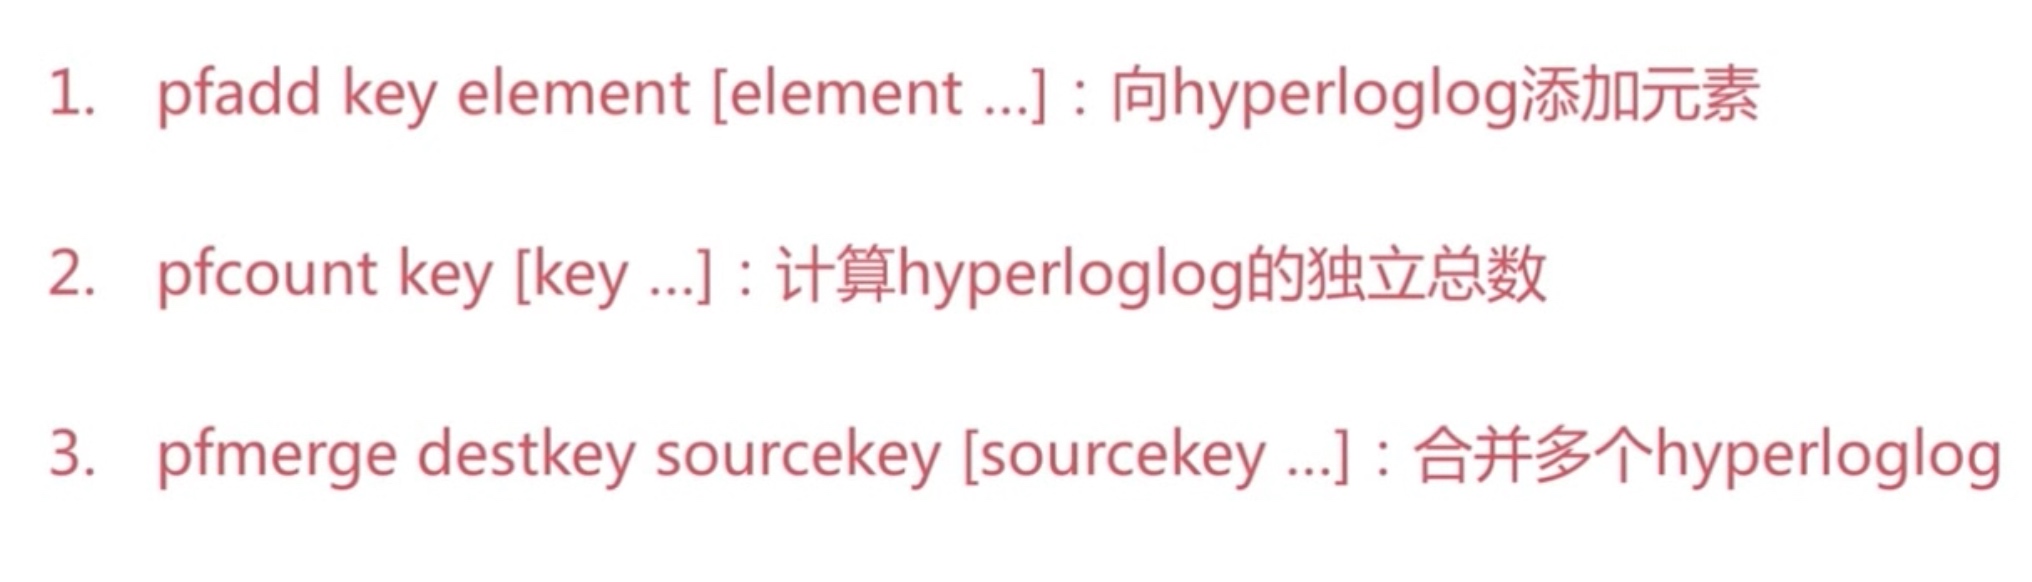 1. pfadd key element [element ...]：向hyperloglog添加元素
2. pfcount key [key ...]：计算hyperloglog的独立总数
3. pfmerge destkey sourcekey [sourcekey ...]：合并多个hyperloglog